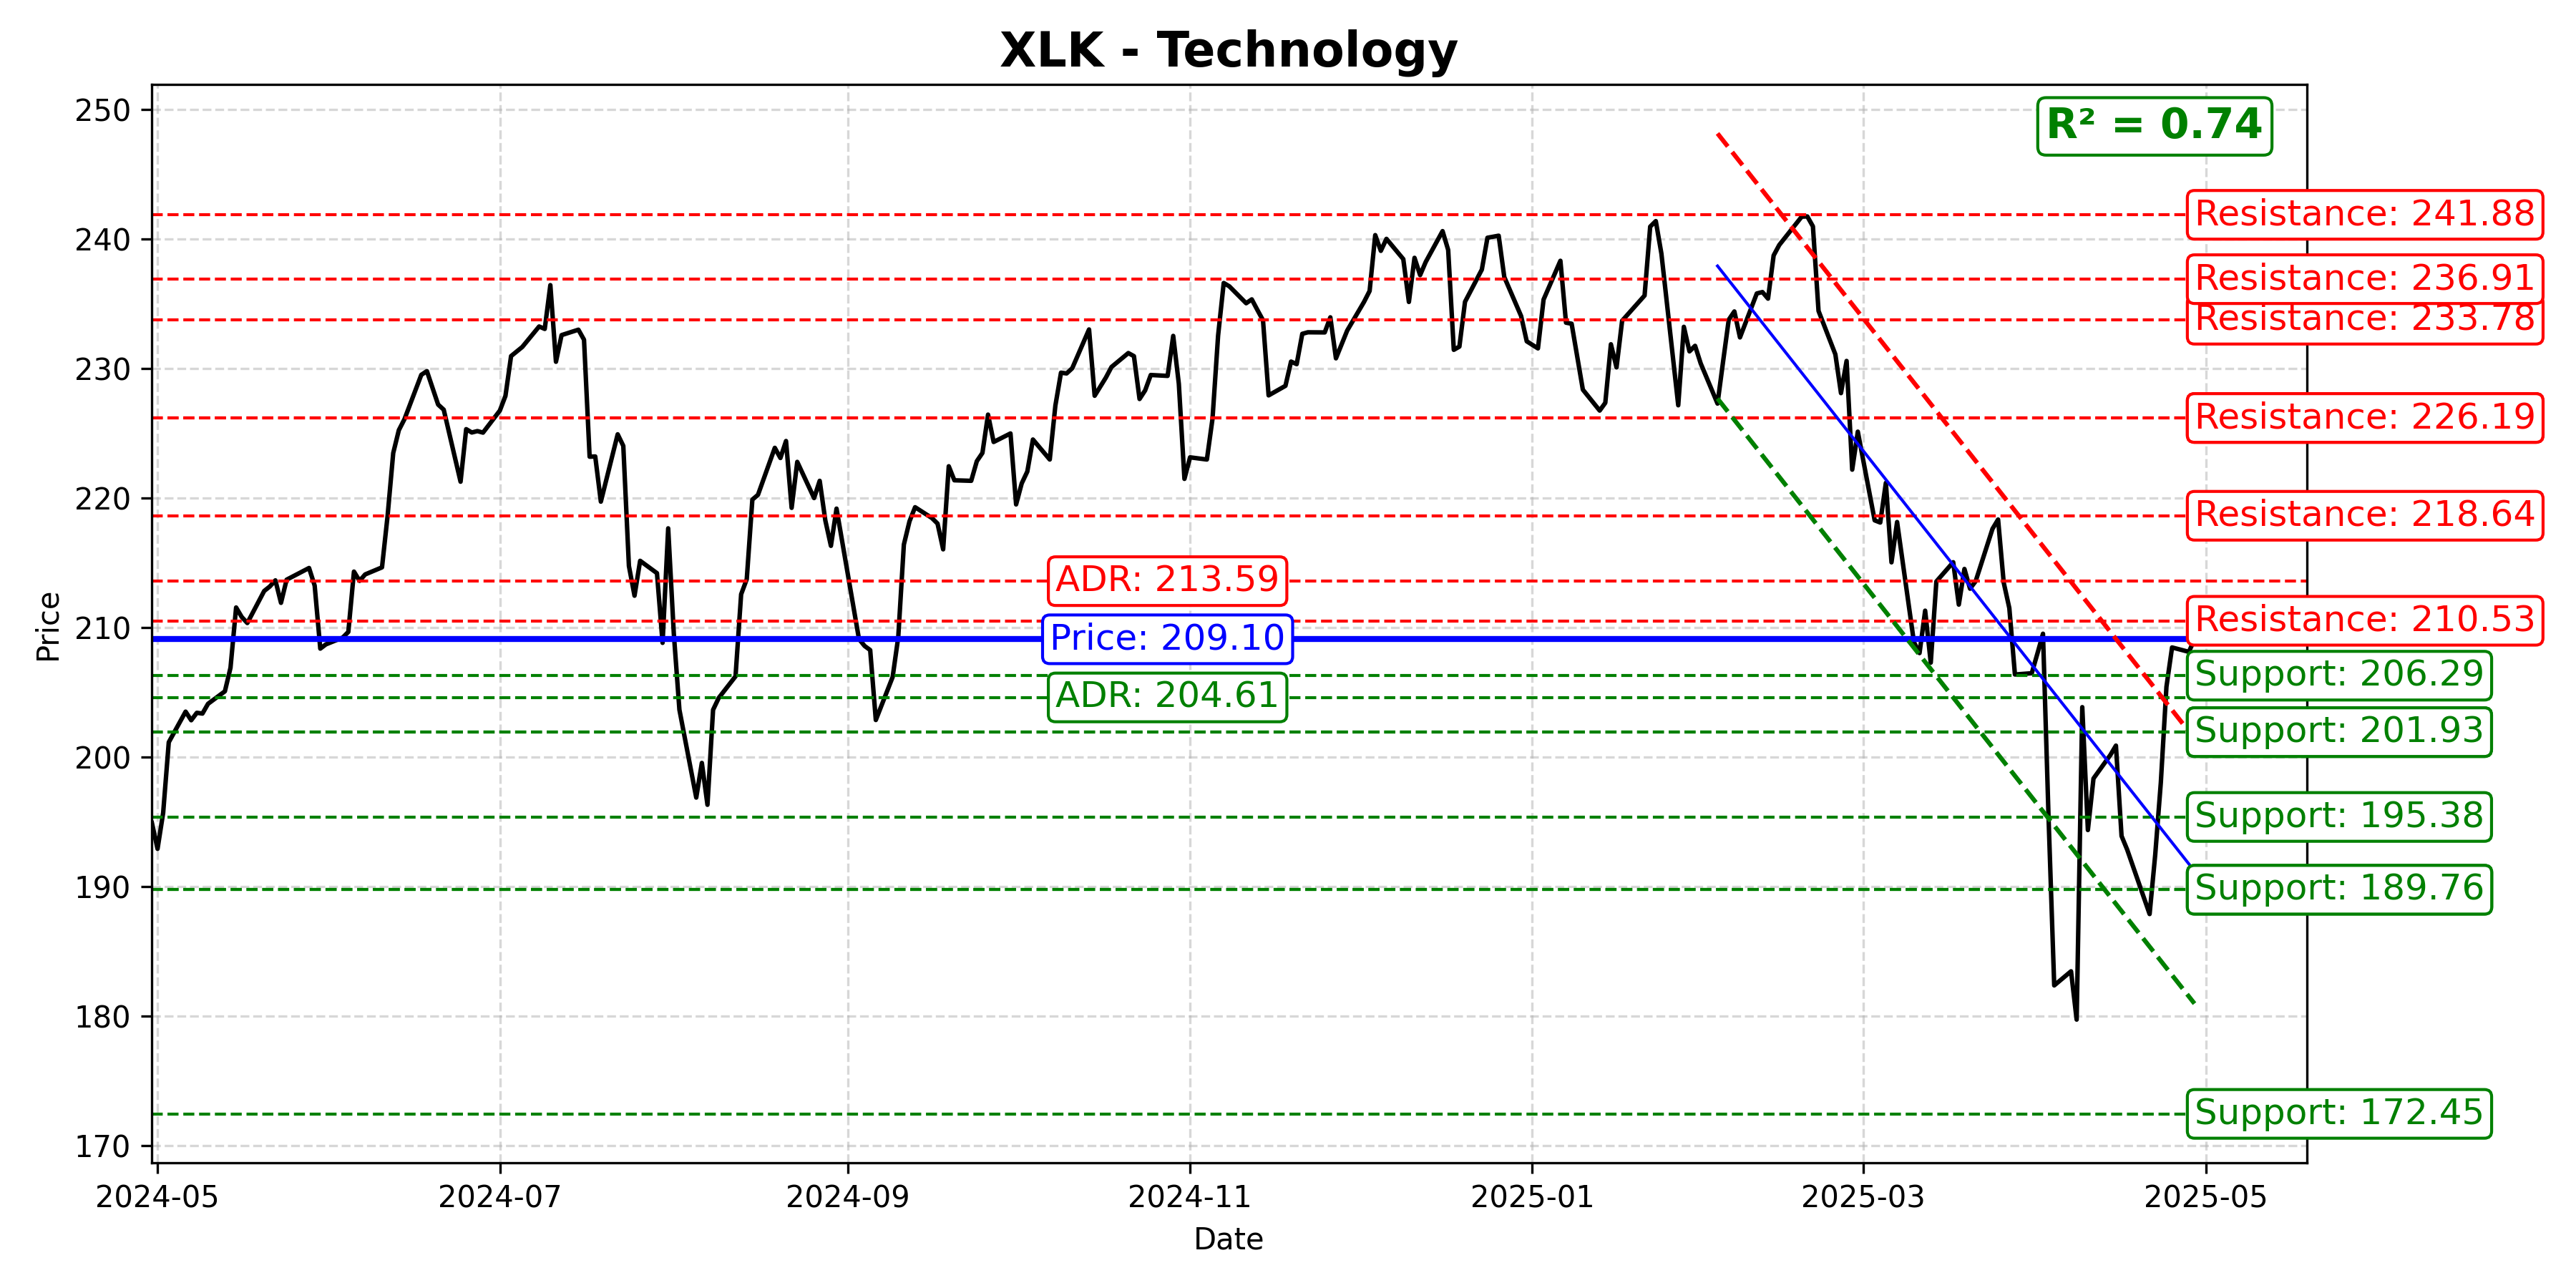 XLK - Technology
R² = 0.74
250
240
230
220
210
200
190
180
170
Price
Resistance: 241.88
Resistance: 236.91
Resistance: 233.78
Resistance: 226.19
Resistance: 218.64
ADR: 213.59
Resistance: 210.53
Price: 209.10
Support: 206.29
ADR: 204.61
Support: 201.93
Support: 195.38
Support: 189.76
Support: 172.45
2024-05
2024-07
2024-09
2024-11
2025-01
2025-03
2025-05
Date